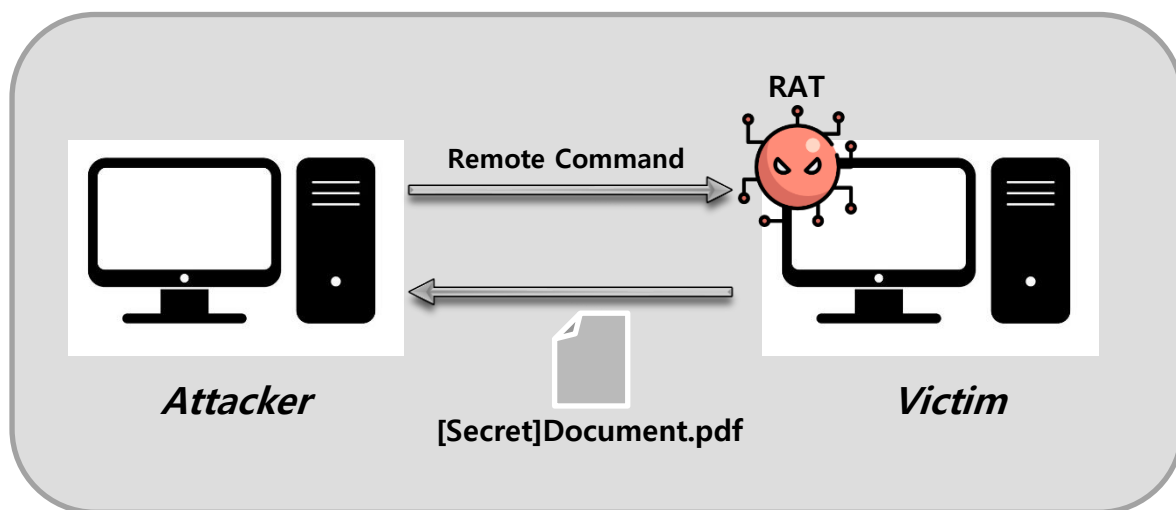 RAT
Remote Command
Attacker
Victim
[Secret]Document.pdf